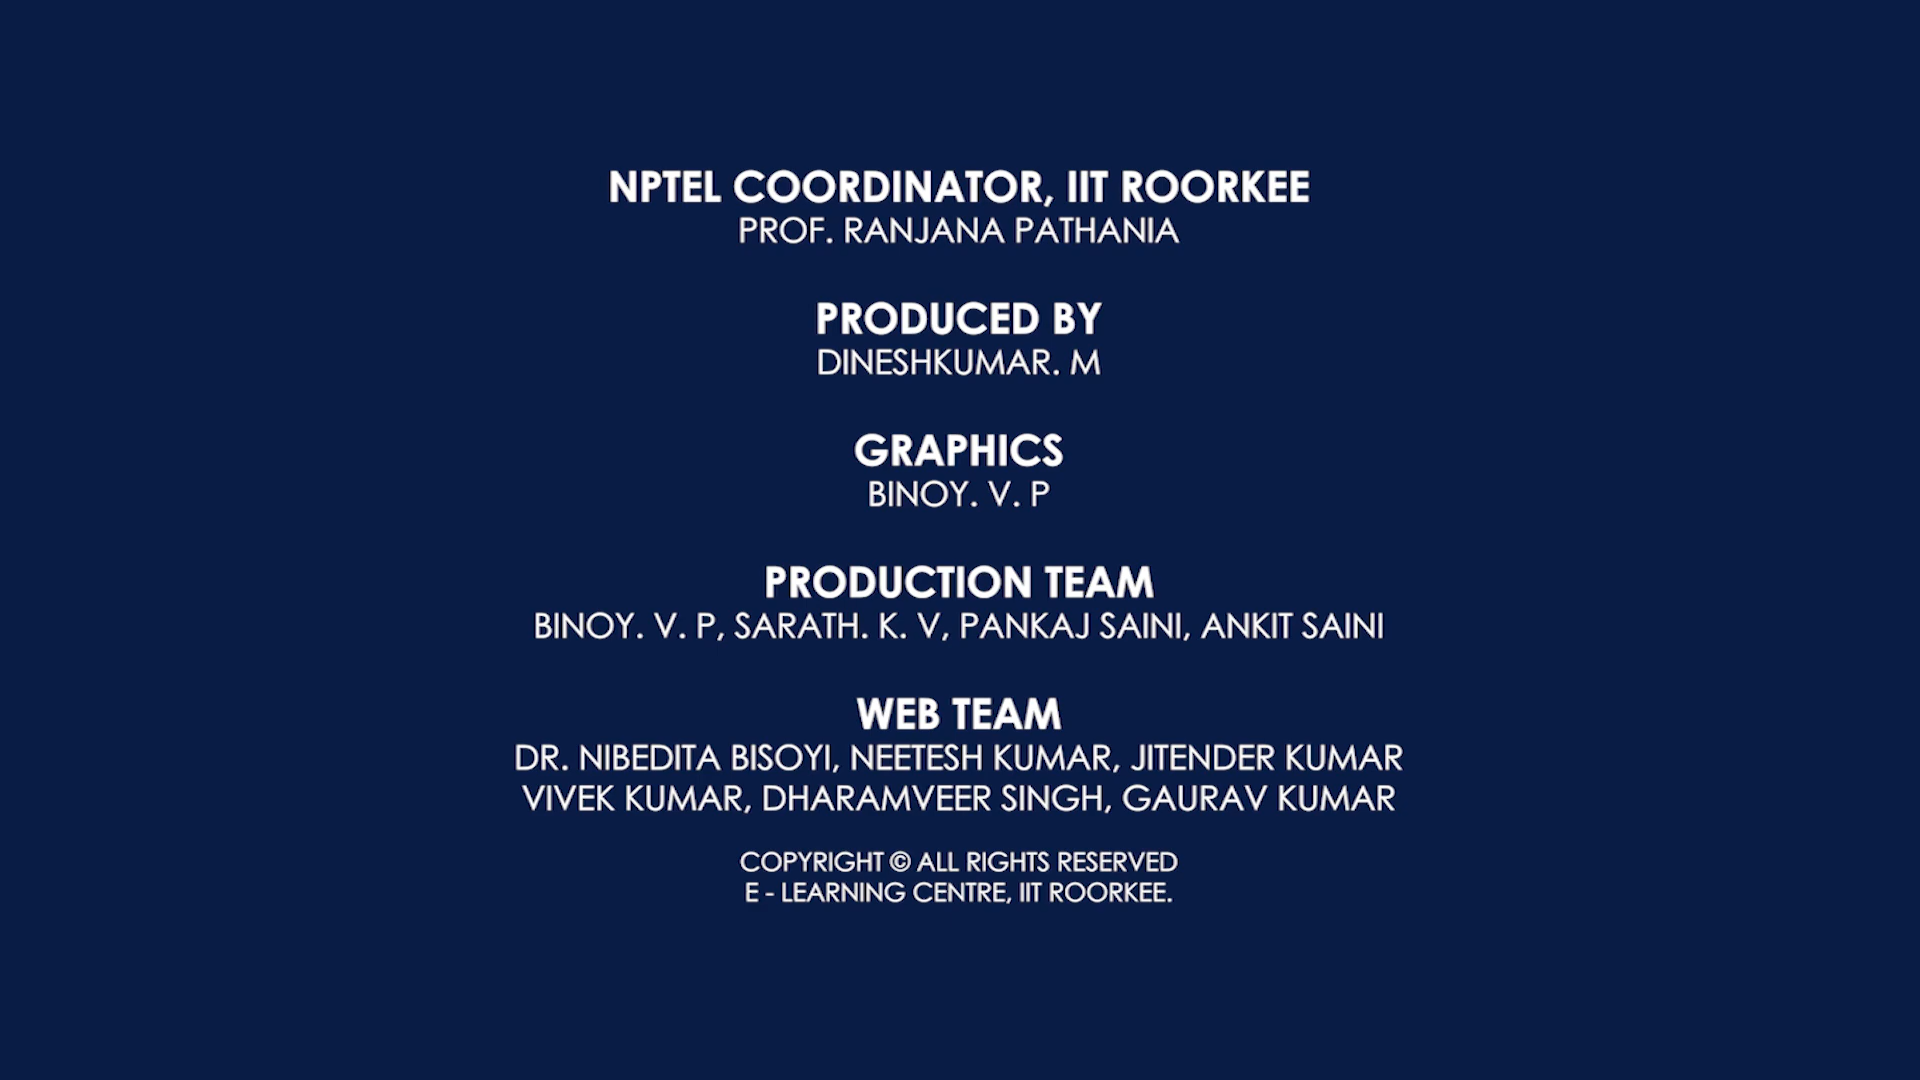 NPTEL COORDINATOR, IIT ROORKEE
PROF. RANJANA PATHANIA
PRODUCED BY
DINESHKUMAR. M
GRAPHICS
BINOY. V. P
PRODUCTION TEAM
BINOY. V. P, SARATH. K. V, PANKAJ SAINI, ANKIT SAINI
WEB TEAM
DR. NIBEDITA BISOYI, NEETESH KUMAR, JITENDER KUMAR
VIVEK KUMAR, DHARAMVEER SINGH, GAURAV KUMAR
COPYRIGHT © ALL RIGHTS RESERVED
E - LEARNING CENTRE, IIT ROORKEE.